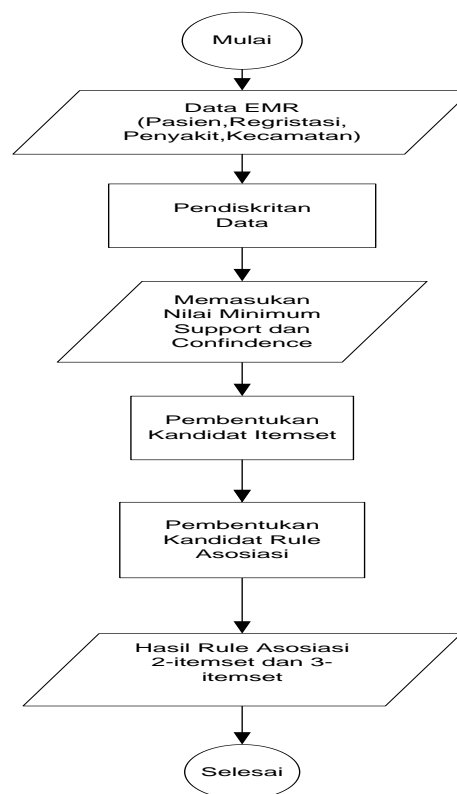 Mulai
Data EMR
(Pasien,Regristasi,
Penyakit,Kecamatan)
Pendiskritan
Data
Memasukan
Nilai Minimum
Support dan
Confindence
Pembentukan
Kandidat Itemset
Pembentukan
Kandidat Rule
Asosiasi
Hasil Rule Asosiasi
2-itemset dan 3-
itemset
Selesai